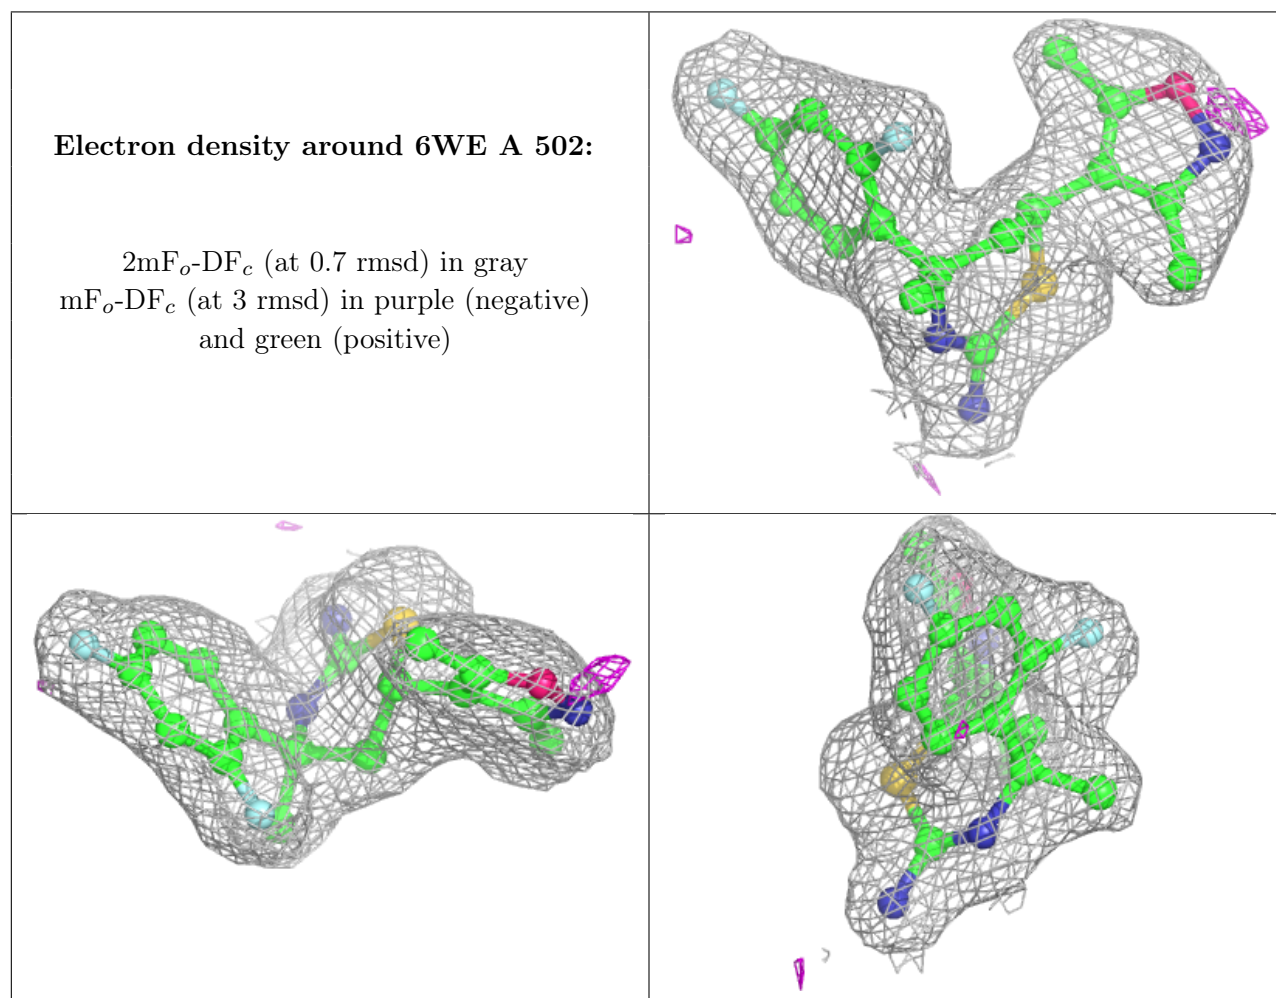 Electron density around 6WE A 502:
2mFo-DFc (at 0.7 rmsd) in gray
mFo-DFc (at 3 rmsd) in purple (negative)
and green (positive)